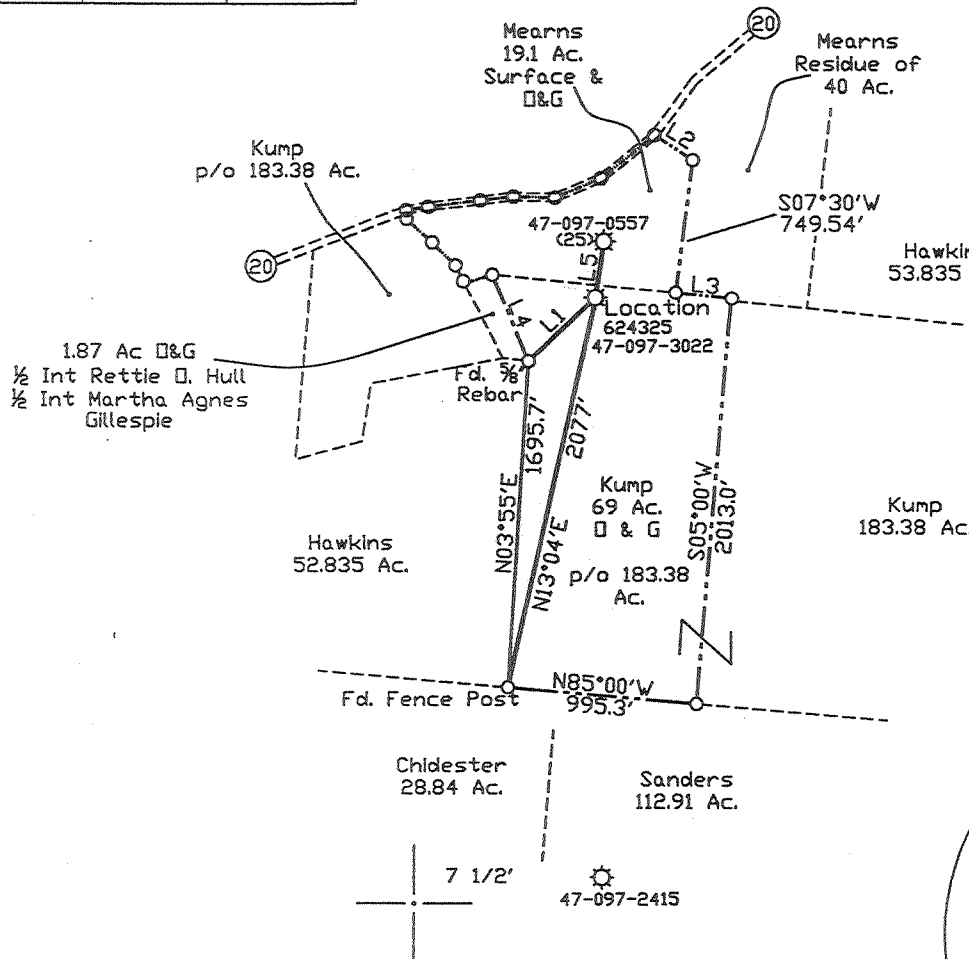 20
Mearns
19.1 Ac.
Surface &
O&G
Mearns
Residue of
40 Ac.
Kump
p/o 183.38 Ac.
L2
S07°30'W
749.54'
47-097-0557
(25)
20
L5
L3
53.835
Location
624325
47-097-3022
L1
L4
1.87 Ac O&G
½ Int Rettie O. Hull
½ Int Martha Agnes
Gillespie
Fd. ⅝"
Rebar
1695.7'
2077'
N03°55'E
N13°04'E
Kump
69 Ac.
O & G
p/o 183.38
Ac.
S05°00'W
2013.0'
Kump
183.38 Ac.
Hawkins
52.835 Ac.
Fd. Fence Post
N85°00'W
995.3'
Chidester
28.84 Ac.
Sanders
112.91 Ac.
7 1/2'
47-097-2415